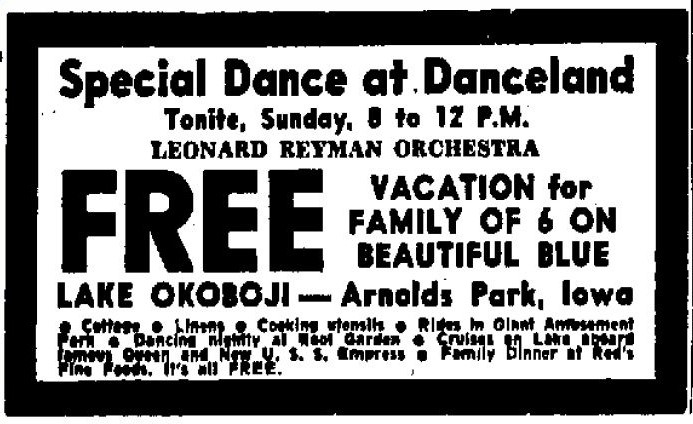 Special Dance at Danceland
Tonite, Sunday, 8 to 12 P.M.
LEONARD REYMAN ORCHESTRA
FREE
VACATION for
FAMILY OF 6 ON
BEAUTIFUL BLUE
LAKE OKOBOJI — Arnolds Park, Iowa
• Cottage • Linens • Cooking utensils • Rides in Giant Amusement
Park • Dancing nightly at Roof Garden • Cruises on Lake aboard
famous Queen and New U. S. S. Empress • Family Dinner at Red's
Fine Foods. It's all FREE.